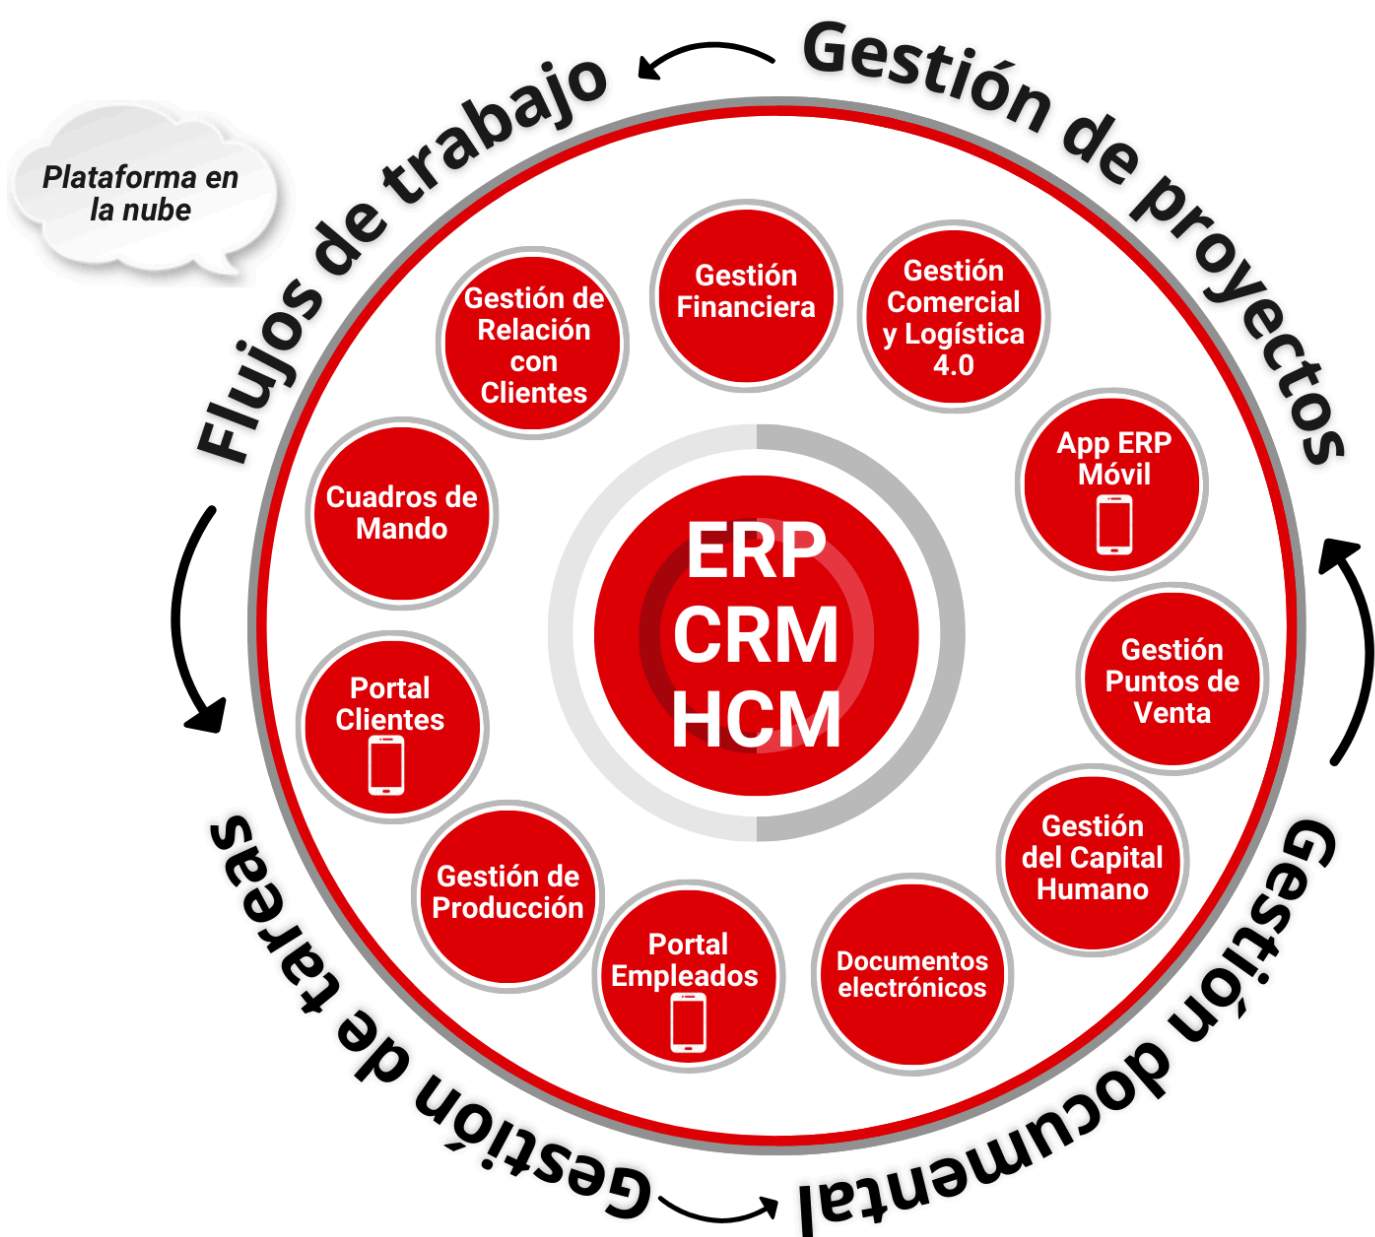 Gestión de proyectos
Flujos de trabajo
Plataforma en
la nube
Gestión
Financiera
Gestión
Comercial
y Logística
4.0
Gestión de
Relación
con
Clientes
App ERP
Móvil
Cuadros de
Mando
ERP
CRM
HCM
Gestión
Puntos de
Venta
Portal
Clientes
Gestión
del Capital
Humano
Gestión de
Producción
Portal
Empleados
Documentos
electrónicos
Gestión de tareas
Gestión documental